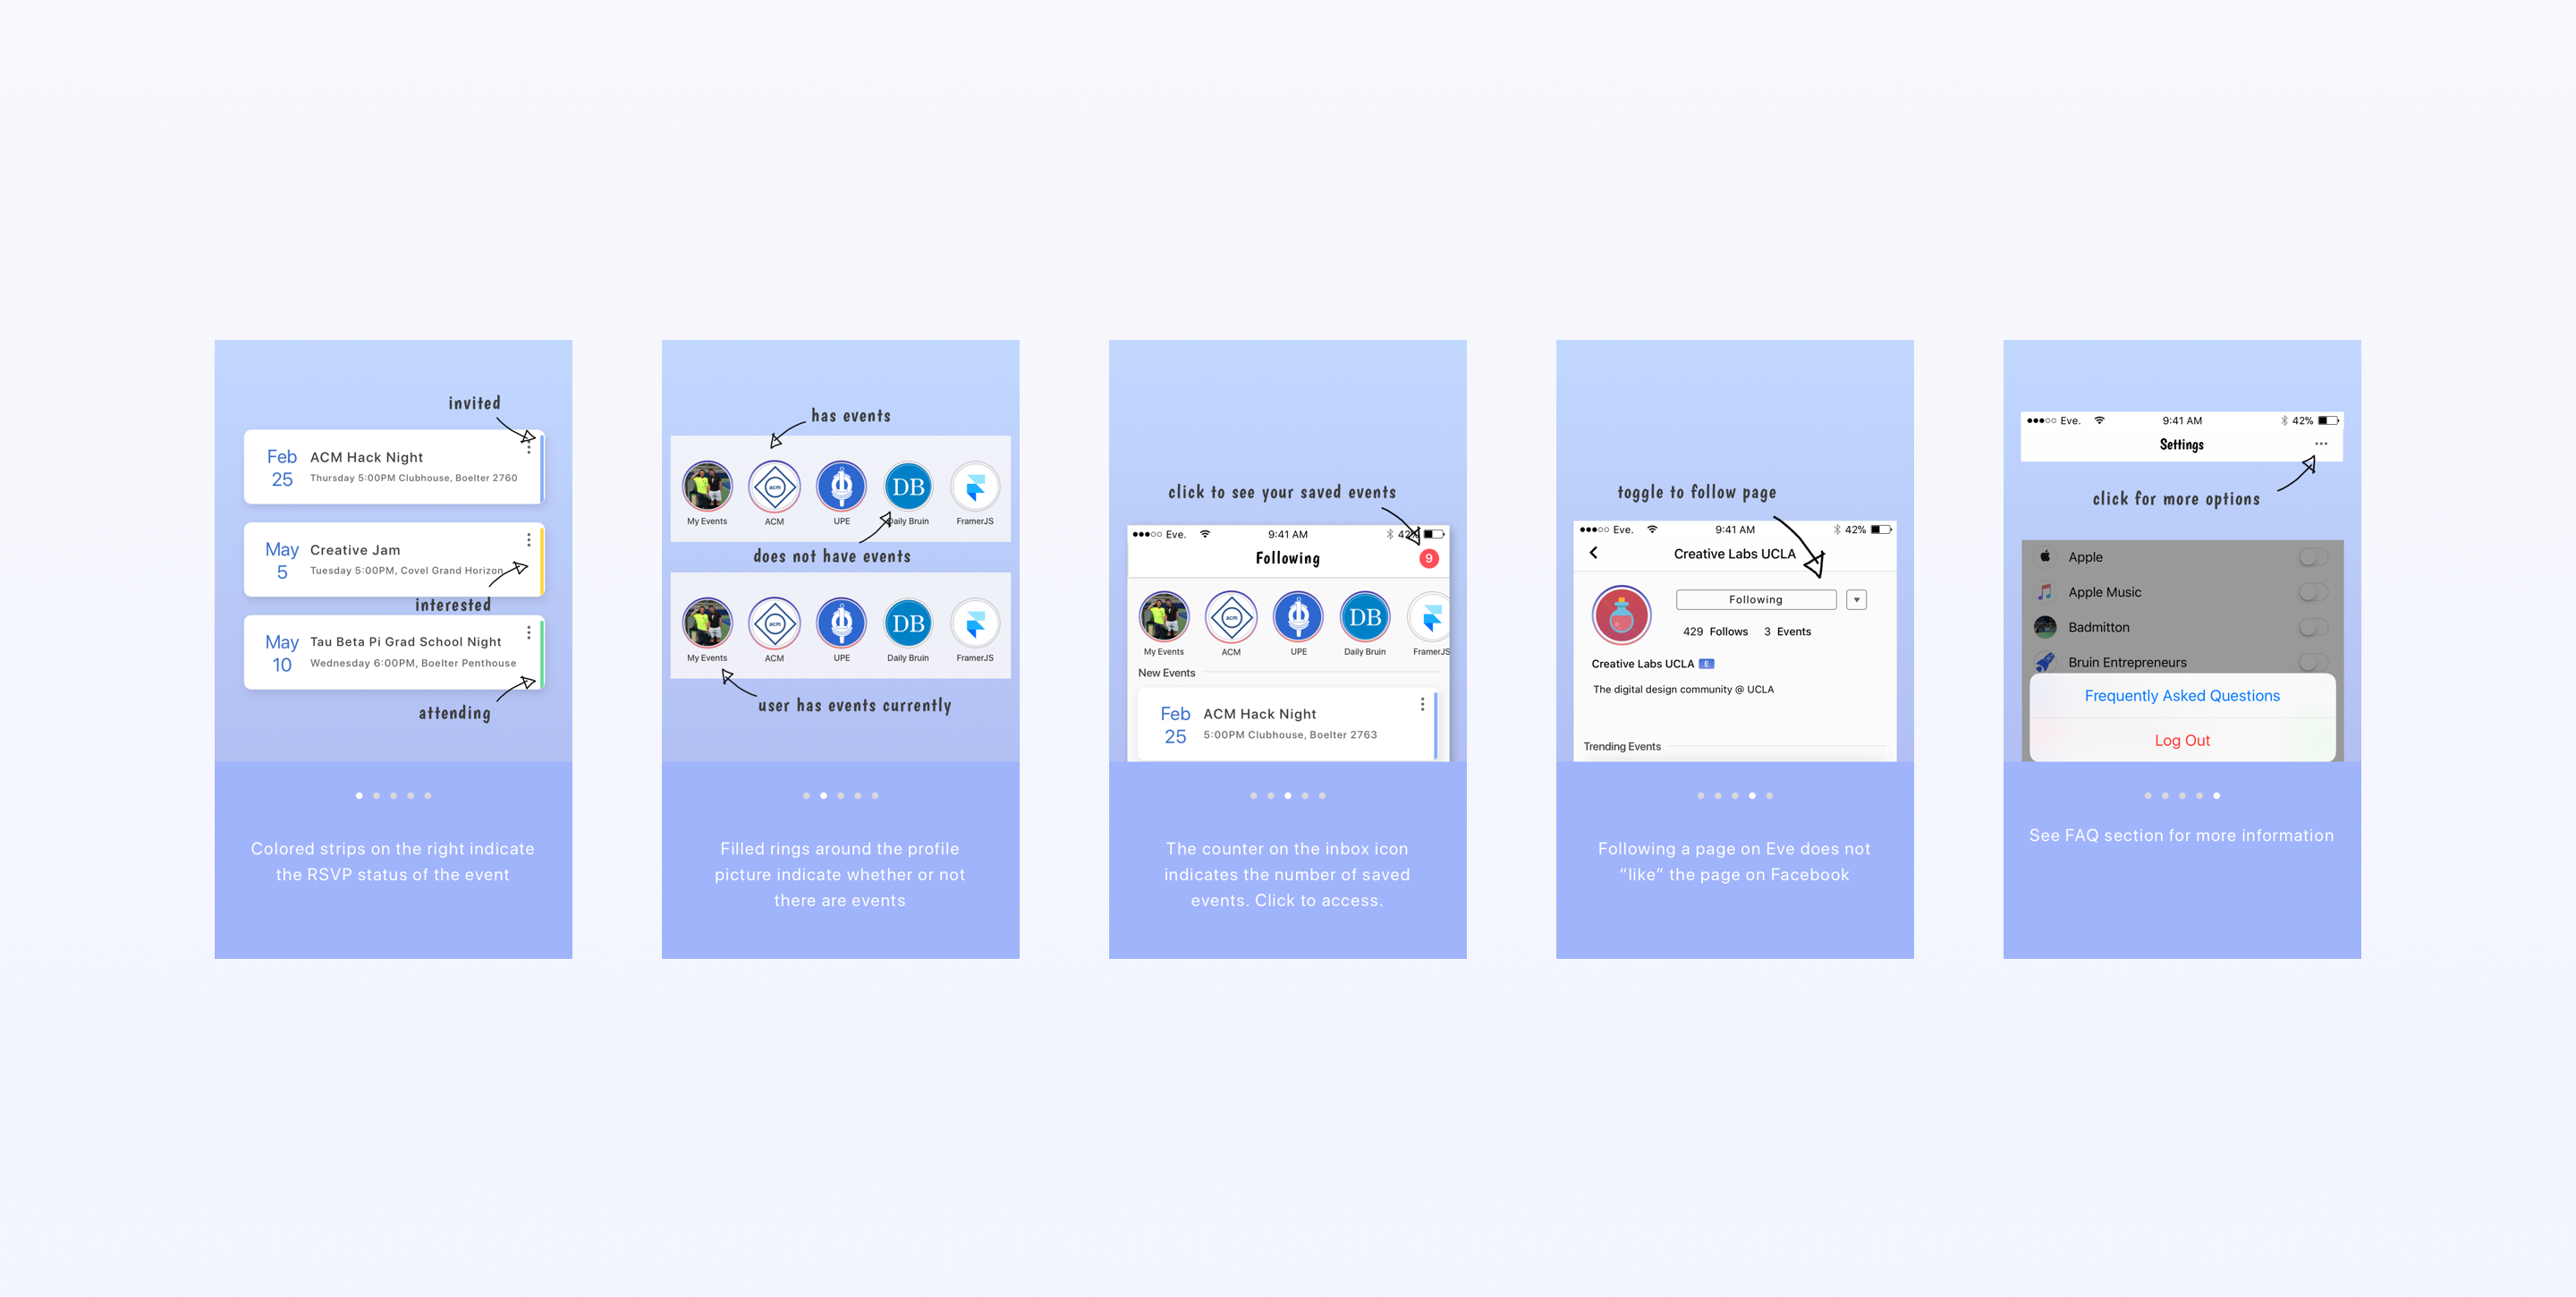 invited
Feb
25
ACM Hack Night
Thursday 5:00PM Clubhouse, Boelter 2760
May
5
Creative Jam
Tuesday 5:00PM, Covel Grand Horizon
interested
May
10
Tau Beta Pi Grad School Night
Wednesday 6:00PM, Boelter Penthouse
attending
Colored strips on the right indicate
the RSVP status of the event
has events
acm
DB
My Events
ACM
UPE
Daily Bruin
FramerJS
does not have events
acm
DB
My Events
ACM
UPE
Daily Bruin
FramerJS
user has events currently
Filled rings around the profile
picture indicate whether or not
there are events
click to see your saved events
Eve.
9:41 AM
42%
Following
9
acm
DB
My Events
ACM
UPE
Daily Bruin
FramerJS
New Events
Feb
25
ACM Hack Night
5:00PM Clubhouse, Boelter 2763
The counter on the inbox icon
indicates the number of saved
events. Click to access.
toggle to follow page
Eve.
9:41 AM
42%
Creative Labs UCLA
Following
429 Follows 3 Events
Creative Labs UCLA E
The digital design community @ UCLA
Trending Events
Following a page on Eve does not
“like” the page on Facebook
Eve.
9:41 AM
42%
Settings
click for more options
Apple
Apple Music
Badmitton
Bruin Entrepreneurs
Frequently Asked Questions
Log Out
See FAQ section for more information